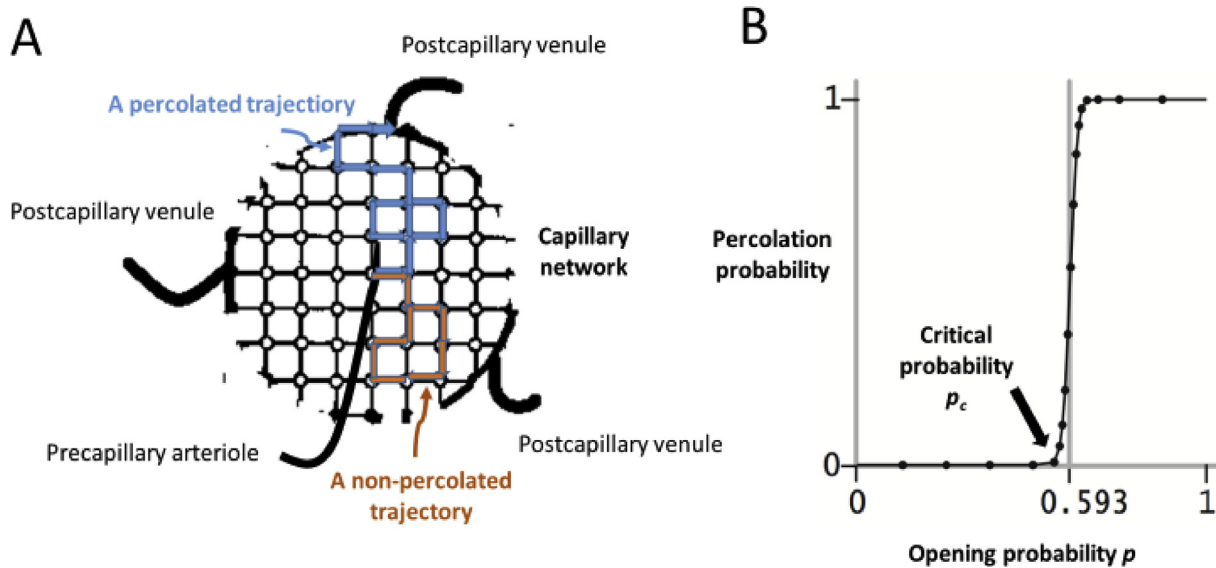 A
Postcapillary venule
A percolated trajectiory
Postcapillary venule
Capillary
network
Precapillary arteriole
Postcapillary venule
A non-percolated
trajectory
B
1
Percolation
probability
Critical
probability
pc
0
0
0.593
1
Opening probability p